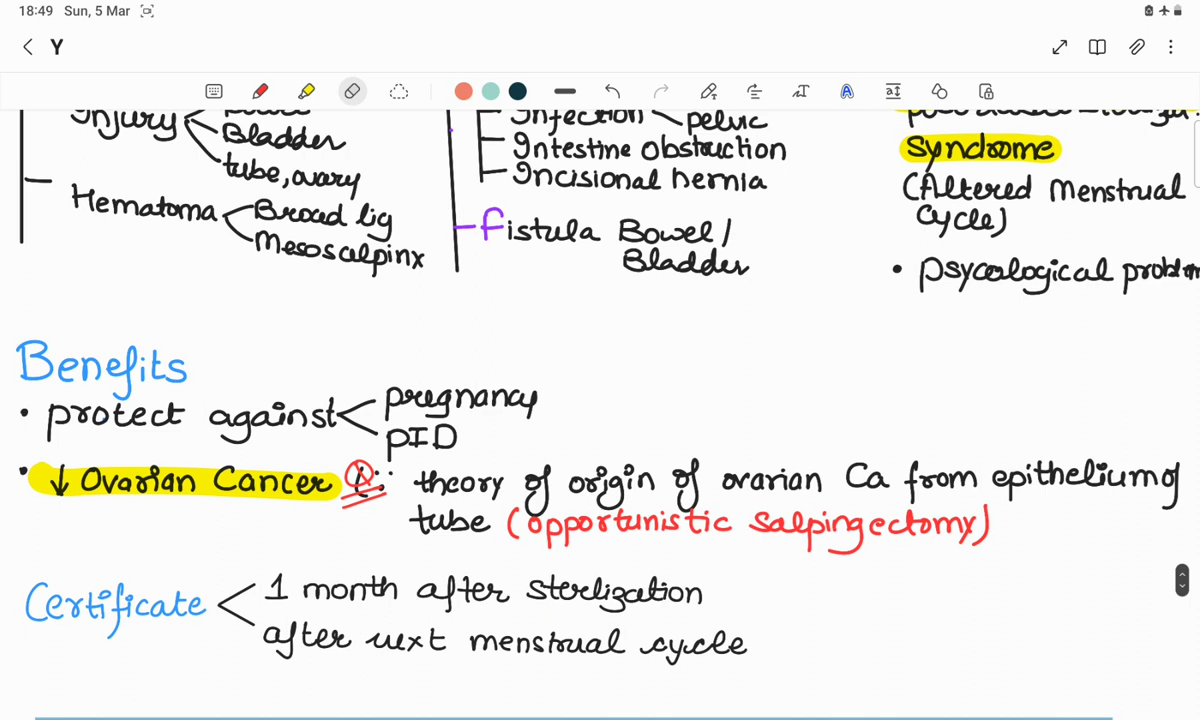 18:49 Sun, 5 Mar
Y
Injury
Bladder
tube, ovary
Hematoma
Broad lig
Mesosalpinx
Infection
pelvic
Intestine obstruction
Incisional hernia
Fistula Bowel /
Bladder
Syndrome
(Altered Menstrual
Cycle)
• Psycological problem
Benefits
• protect against
pregnancy
PID
• ↓ Ovarian Cancer ∵ theory of origin of ovarian Ca from epithelium of
tube (opportunistic Salpingectomy)
Certificate
1 month after sterlization
after next menstrual cycle